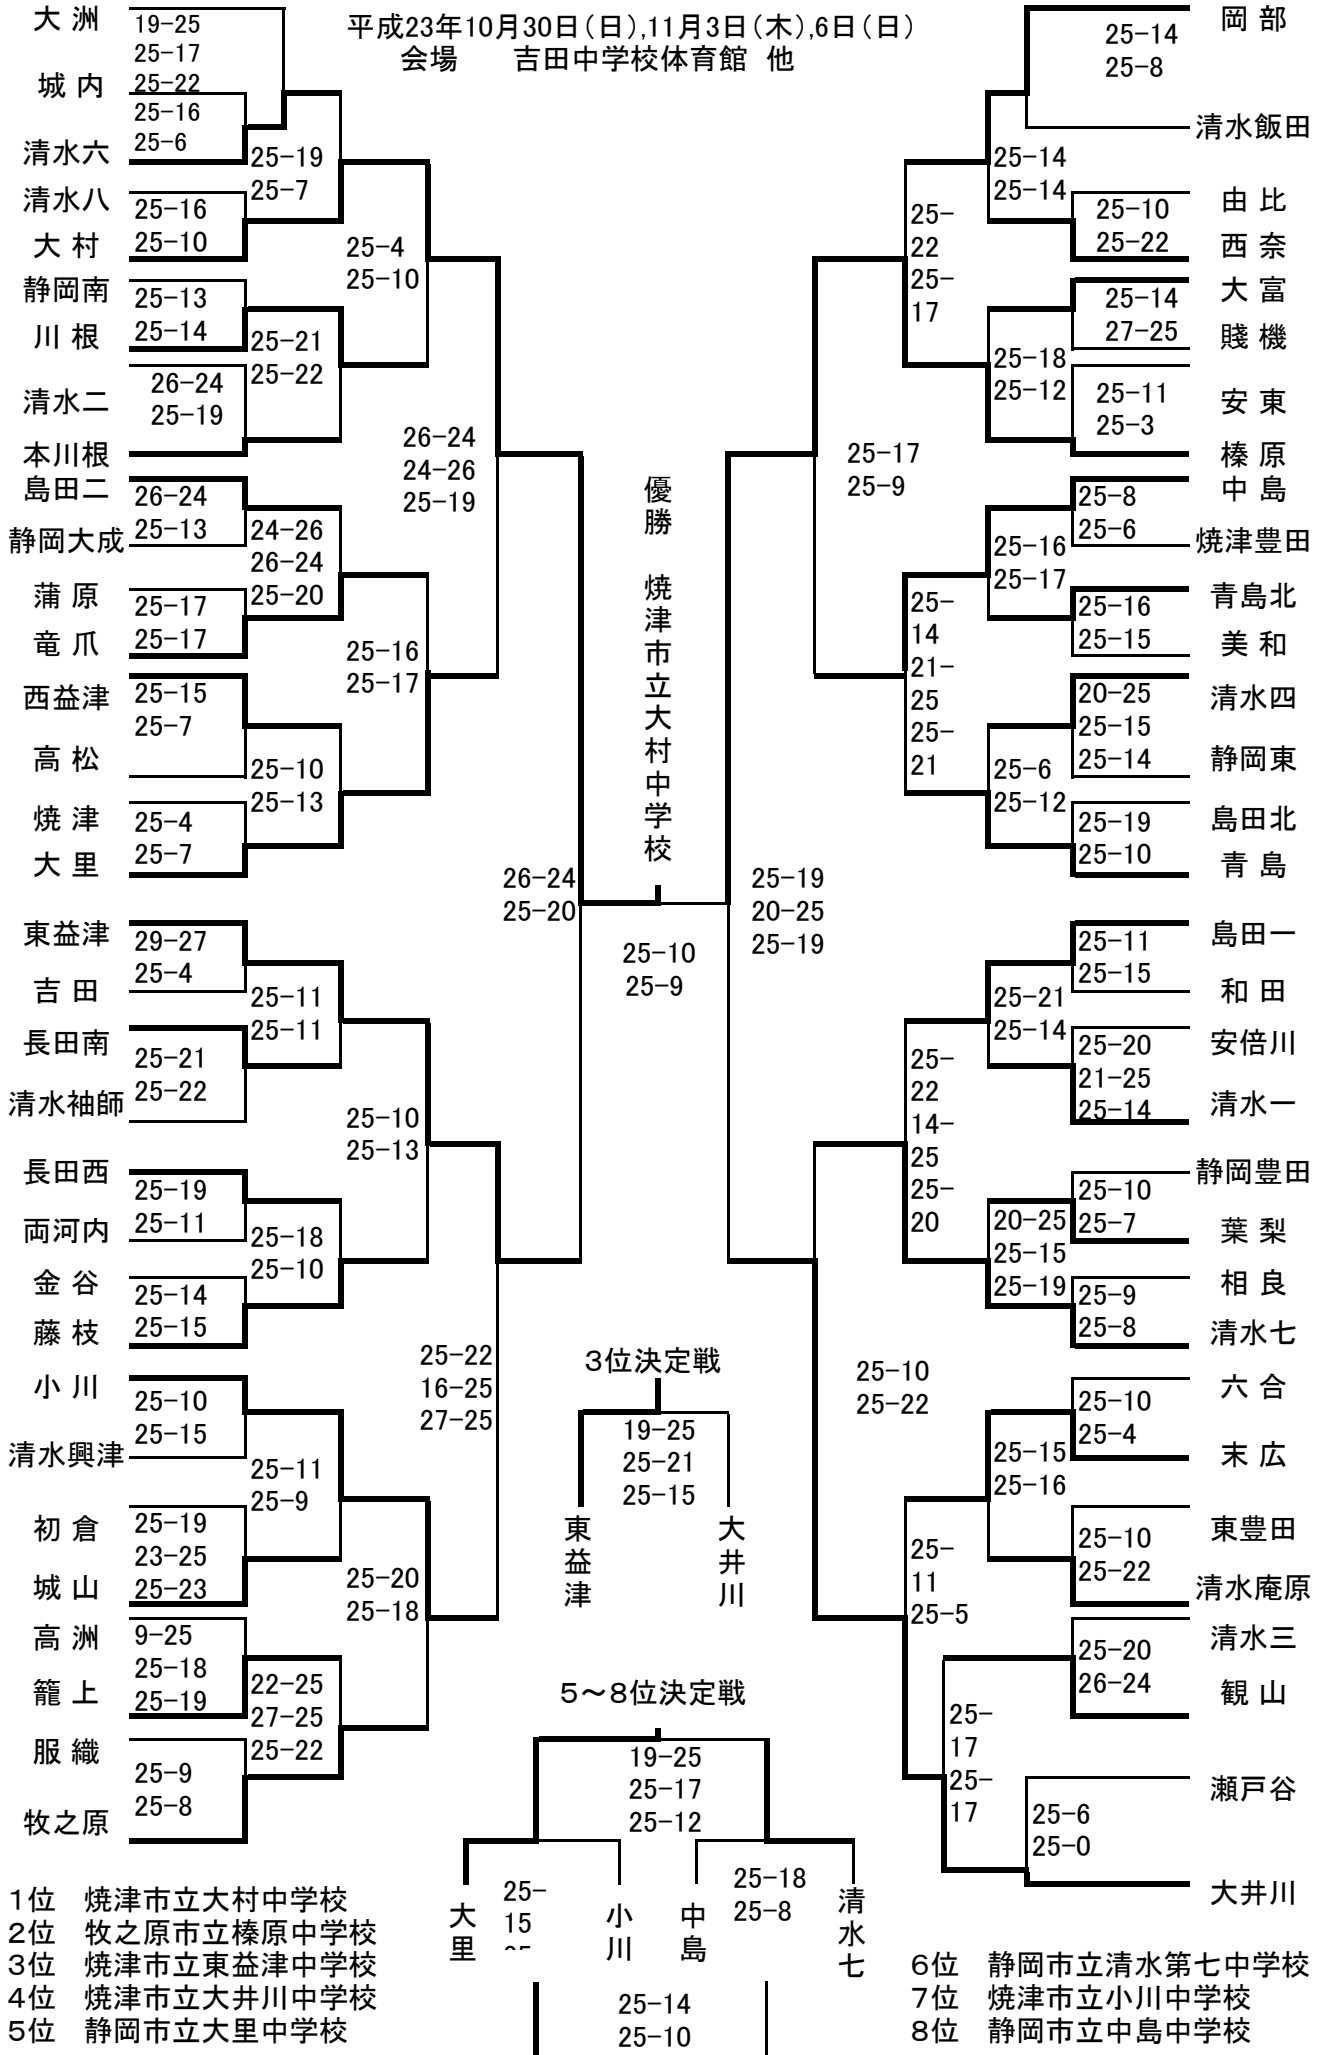 平成23年10月30日(日),11月3日(木),6日(日)
会場　　吉田中学校体育館　他
大 洲
19-25
25-17
25-22
城 内
25-16
25-6
清水六
25-19
25-7
清水八
25-16
25-10
大 村
25-4
25-10
静岡南
25-13
25-14
川 根
25-21
25-22
清水二
26-24
25-19
本川根
26-24
24-26
25-19
島田二
26-24
25-13
静岡大成
24-26
26-24
25-20
蒲 原
25-17
25-17
竜 爪
25-16
25-17
西益津
25-15
25-7
高 松
25-10
25-13
焼 津
25-4
25-7
大 里
26-24
25-20
東益津
29-27
25-4
吉 田
25-11
25-11
長田南
25-21
25-22
清水袖師
25-10
25-13
長田西
25-19
25-11
両河内
25-18
25-10
金 谷
25-14
25-15
藤 枝
25-22
16-25
27-25
小 川
25-10
25-15
清水興津
25-11
25-9
初 倉
25-19
23-25
25-23
城 山
25-20
25-18
高 洲
9-25
25-18
25-19
籠 上
22-25
27-25
25-22
服 織
25-9
25-8
牧之原
優勝　焼津市立大村中学校
25-10
25-9
岡 部
25-14
25-8
清水飯田
25-14
25-14
由 比
25-10
25-22
西 奈
25-
22
25-
17
大 富
25-14
27-25
賤 機
25-18
25-12
安 東
25-11
25-3
榛 原
25-17
25-9
中 島
25-8
25-6
焼津豊田
25-16
25-17
青島北
25-16
25-15
美 和
25-
14
21-
25
25-
21
清水四
20-25
25-15
25-14
静岡東
25-6
25-12
島田北
25-19
25-10
青 島
25-19
20-25
25-19
島田一
25-11
25-15
和 田
25-21
25-14
安倍川
25-20
21-25
25-14
清水一
25-
22
14-
25
25-
20
静岡豊田
25-10
25-7
葉 梨
20-25
25-15
25-19
相 良
25-9
25-8
清水七
25-10
25-22
六 合
25-10
25-4
末 広
25-15
25-16
東豊田
25-10
25-22
清水庵原
25-
11
25-5
清水三
25-20
26-24
観 山
25-
17
25-
17
瀬戸谷
25-6
25-0
大井川
3位決定戦
19-25
25-21
25-15
東益津
大井川
5～8位決定戦
19-25
25-17
25-12
25-
15
25-18
25-8
大里
小川
中島
清水七
25-14
25-10
1位　焼津市立大村中学校
2位　牧之原市立榛原中学校
3位　焼津市立東益津中学校
4位　焼津市立大井川中学校
5位　静岡市立大里中学校
6位　静岡市立清水第七中学校
7位　焼津市立小川中学校
8位　静岡市立中島中学校